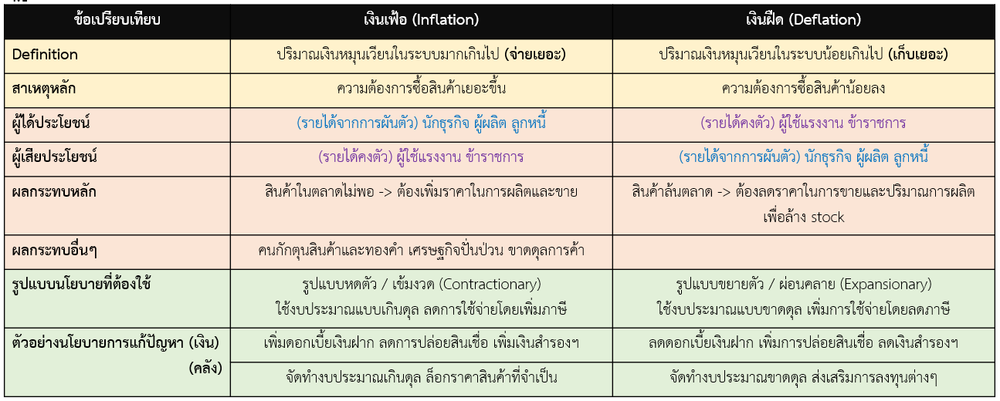 ข้อเปรียบเทียบ เงินเฟ้อ (Inflation) เงินฝืด (Deflation)
Definition ปริมาณเงินหมุนเวียนในระบบมากเกินไป (จ่ายเยอะ) ปริมาณเงินหมุนเวียนในระบบน้อยเกินไป (เก็บเยอะ)
สาเหตุหลัก ความต้องการซื้อสินค้าเยอะขึ้น ความต้องการซื้อสินค้าน้อยลง
ผู้ได้ประโยชน์ (รายได้จากการผันตัว) นักธุรกิจ ผู้ผลิต ลูกหนี้ (รายได้คงตัว) ผู้ใช้แรงงาน ข้าราชการ
ผู้เสียประโยชน์ (รายได้คงตัว) ผู้ใช้แรงงาน ข้าราชการ (รายได้จากการผันตัว) นักธุรกิจ ผู้ผลิต ลูกหนี้
ผลกระทบหลัก สินค้าในตลาดไม่พอ -> ต้องเพิ่มราคาในการผลิตและขาย สินค้าล้นตลาด -> ต้องลดราคาในการขายและปริมาณการผลิต
เพื่อล้าง stock
ผลกระทบอื่นๆ คนกักตุนสินค้าและทองคำ เศรษฐกิจปั่นป่วน ขาดดุลการค้า
รูปแบบนโยบายที่ต้องใช้ รูปแบบหดตัว / เข้มงวด (Contractionary) รูปแบบขยายตัว / ผ่อนคลาย (Expansionary)
ใช้งบประมาณแบบเกินดุล ลดการใช้จ่ายโดยเพิ่มภาษี ใช้งบประมาณแบบขาดดุล เพิ่มการใช้จ่ายโดยลดภาษี
ตัวอย่างนโยบายการแก้ปัญหา (เงิน) เพิ่มดอกเบี้ยเงินฝาก ลดการปล่อยสินเชื่อ เพิ่มเงินสำรองฯ ลดดอกเบี้ยเงินฝาก เพิ่มการปล่อยสินเชื่อ ลดเงินสำรองฯ
(คลัง) จัดทำงบประมาณเกินดุล ล็อกราคาสินค้าที่จำเป็น จัดทำงบประมาณขาดดุล ส่งเสริมการลงทุนต่างๆ